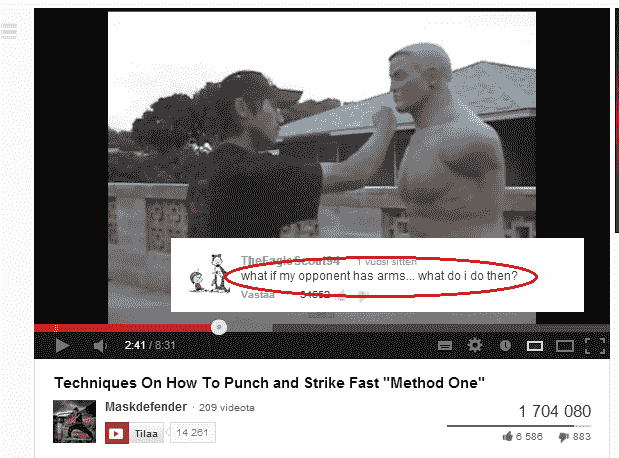 TheEagleScout94 1 vuosi sitten
what if my opponent has arms... what do i do then?
Vastaa
2:41 / 8:31
Techniques On How To Punch and Strike Fast "Method One"
Maskdefender · 209 videota
Tilaa 14 261
1 704 080
6 586 883